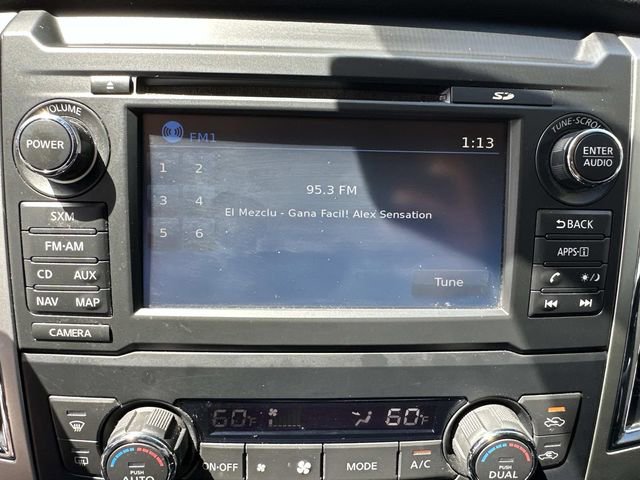 VOLUME
POWER
SXM
FM·AM
CD AUX
NAV MAP
CAMERA
FM1
1:13
1 2
3 4
5 6
95.3 FM
El Mezclu - Gana Facil! Alex Sensation
Tune
TUNE·SCROLL
ENTER
AUDIO
BACK
APPS·i
60°F
60°F
PUSH
AUTO
ON·OFF
MODE
A/C
PUSH
DUAL